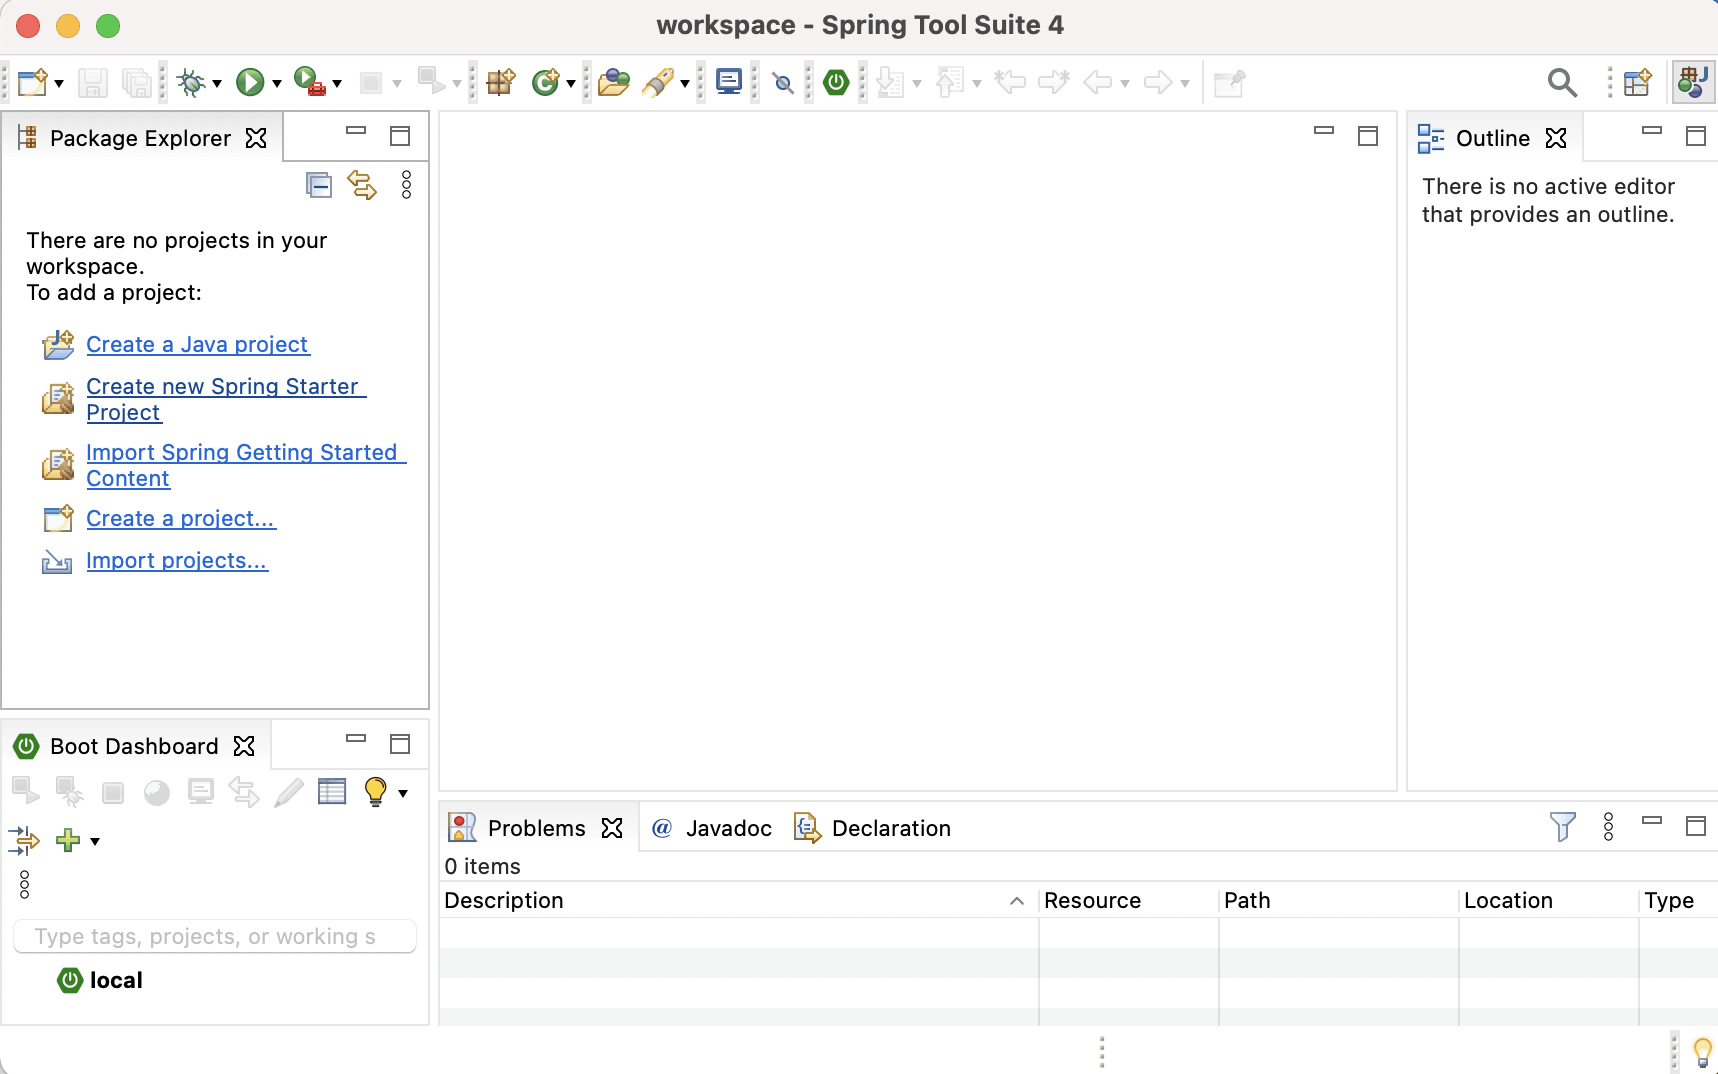 workspace - Spring Tool Suite 4
Package Explorer
There are no projects in your
workspace.
To add a project:
Create a Java project
Create new Spring Starter
Project
Import Spring Getting Started
Content
Create a project...
Import projects...
Outline
There is no active editor
that provides an outline.
Boot Dashboard
Type tags, projects, or working s
local
Problems
@ Javadoc
Declaration
0 items
Description
Resource
Path
Location
Type